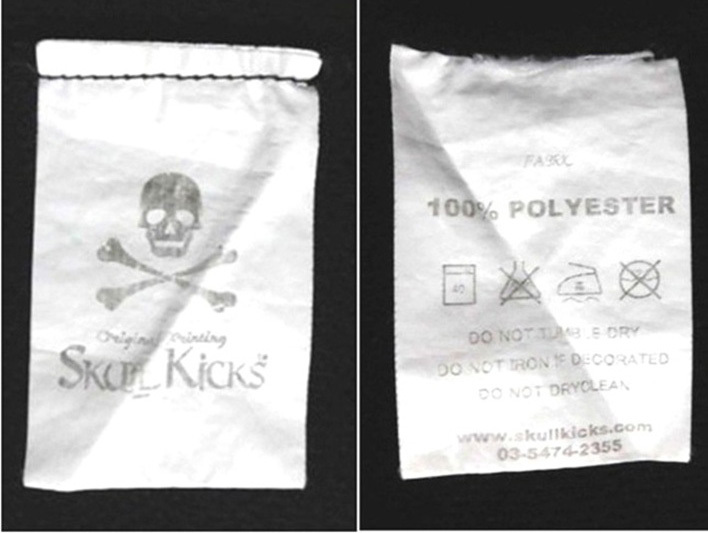 Original Printing
SKULL KICKS
FABRIC
100% POLYESTER
40
DO NOT TUMBLE DRY
DO NOT IRON IF DECORATED
DO NOT DRYCLEAN
www.skullkicks.com
03-5474-2355